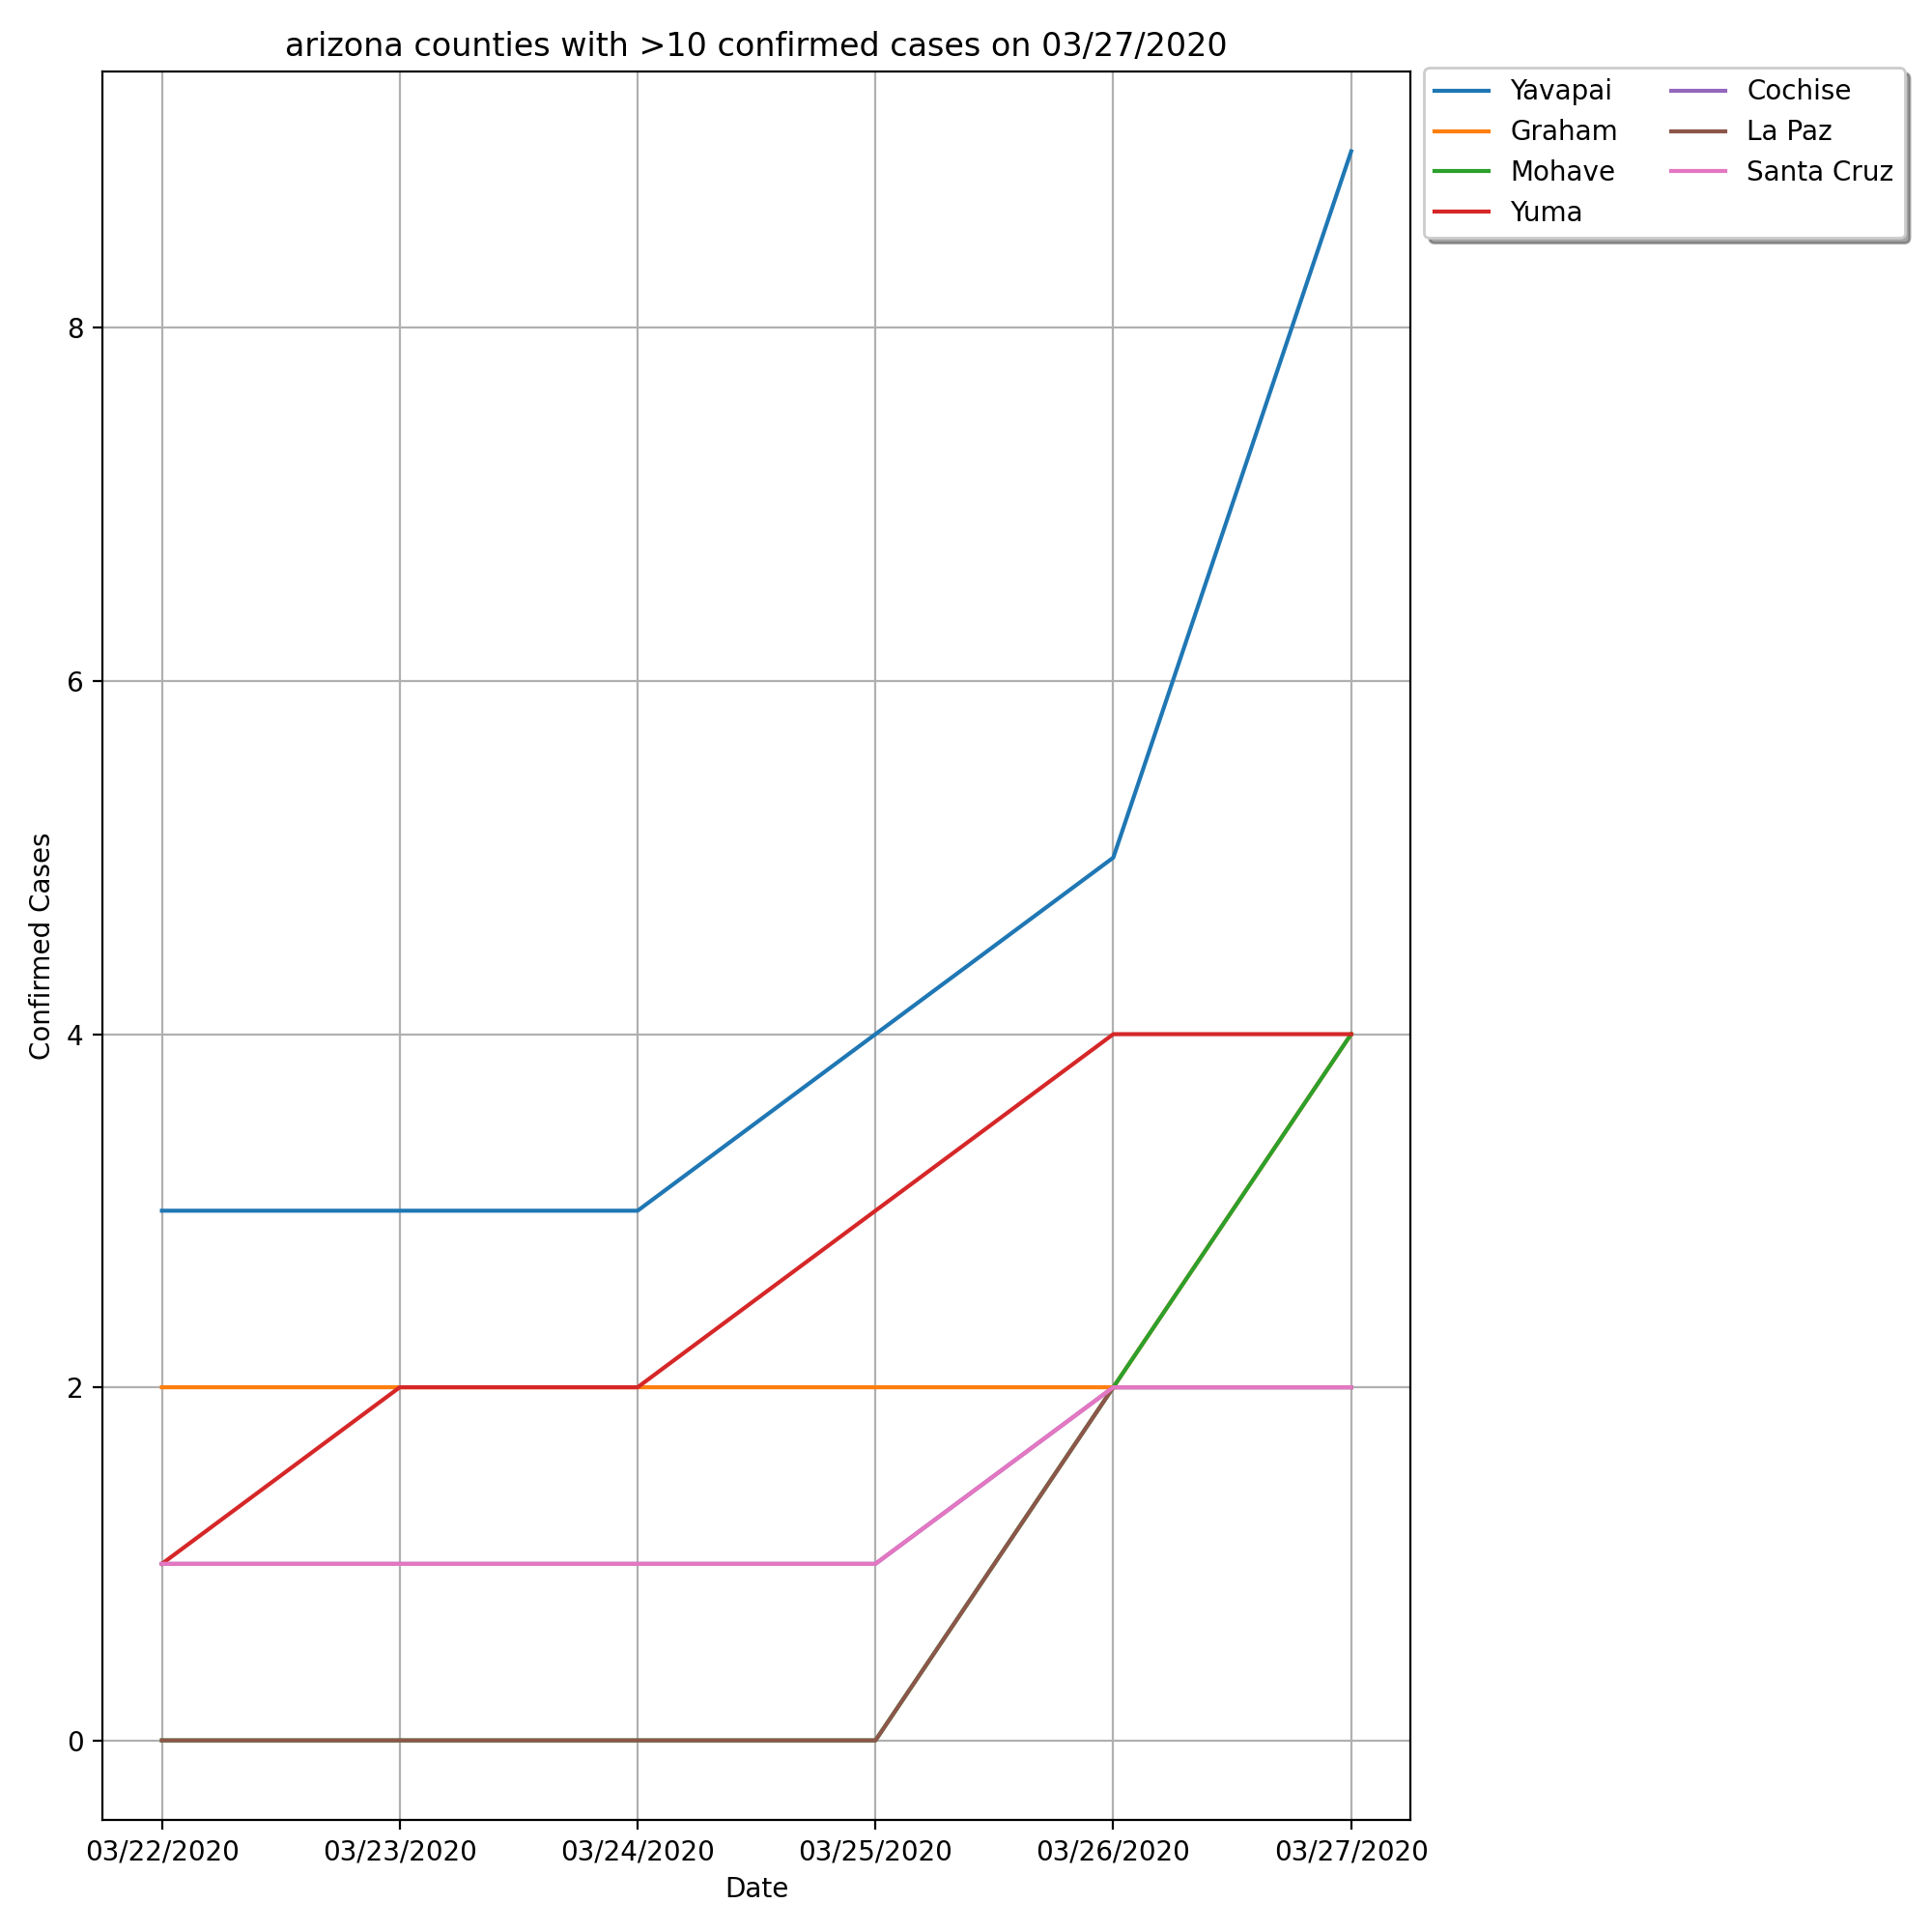 arizona counties with >10 confirmed cases on 03/27/2020
Yavapai
Graham
Mohave
Yuma
Cochise
La Paz
Santa Cruz
Confirmed Cases
8
6
4
2
0
03/22/2020 03/23/2020 03/24/2020 03/25/2020 03/26/2020 03/27/2020
Date